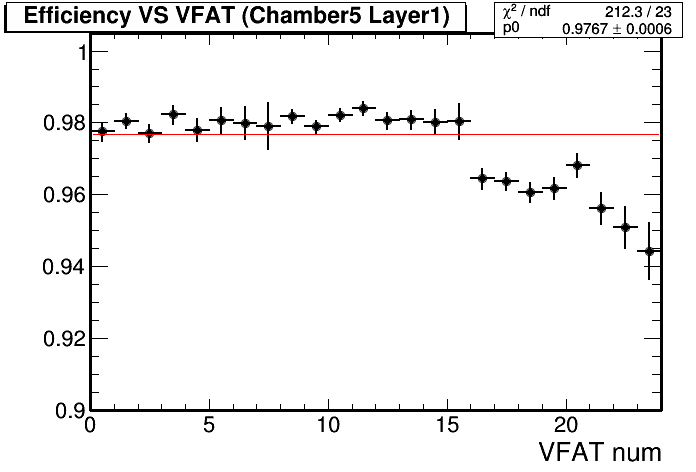 Efficiency VS VFAT (Chamber5 Layer1)
χ² / ndf 212.3 / 23
p0 0.9767 ± 0.0006
1
0.98
0.96
0.94
0.92
0.9
0 5 10 15 20
VFAT num